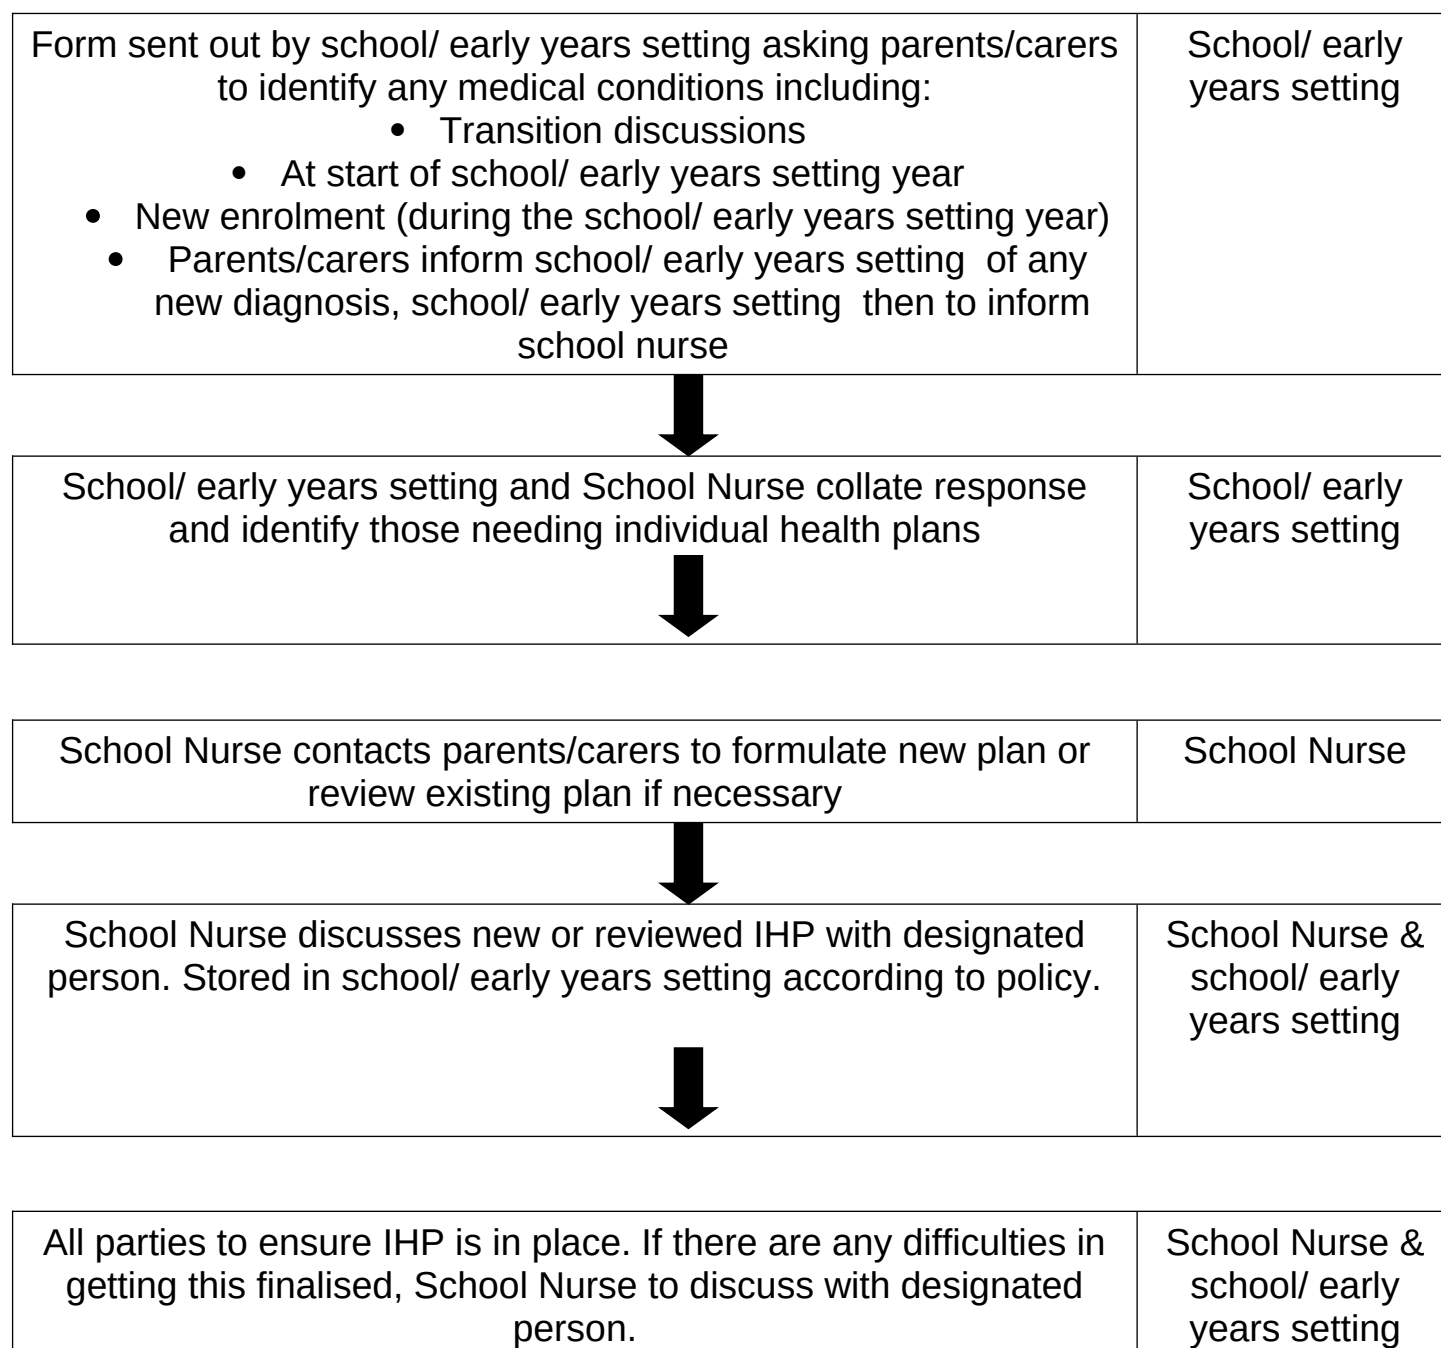 Form sent out by school/ early years setting asking parents/carers
to identify any medical conditions including:
• Transition discussions
• At start of school/ early years setting year
• New enrolment (during the school/ early years setting year)
• Parents/carers inform school/ early years setting  of any
new diagnosis, school/ early years setting  then to inform
school nurse
School/ early
years setting
School/ early years setting and School Nurse collate response
and identify those needing individual health plans
School/ early
years setting
School Nurse contacts parents/carers to formulate new plan or
review existing plan if necessary
School Nurse
School Nurse discusses new or reviewed IHP with designated
person. Stored in school/ early years setting according to policy.
School Nurse &
school/ early
years setting
All parties to ensure IHP is in place. If there are any difficulties in
getting this finalised, School Nurse to discuss with designated
person.
School Nurse &
school/ early
years setting